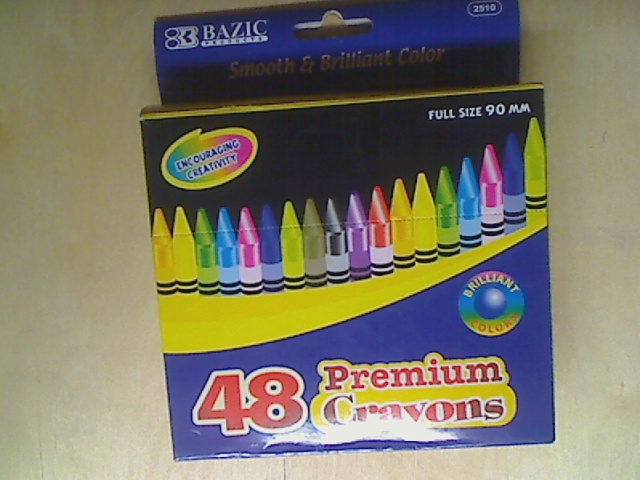 BAZIC
PRODUCTS
2510
Smooth & Brilliant Color
FULL SIZE 90 MM
ENCOURAGING
CREATIVITY
BRILLIANT
COLORS
48 Premium
Crayons